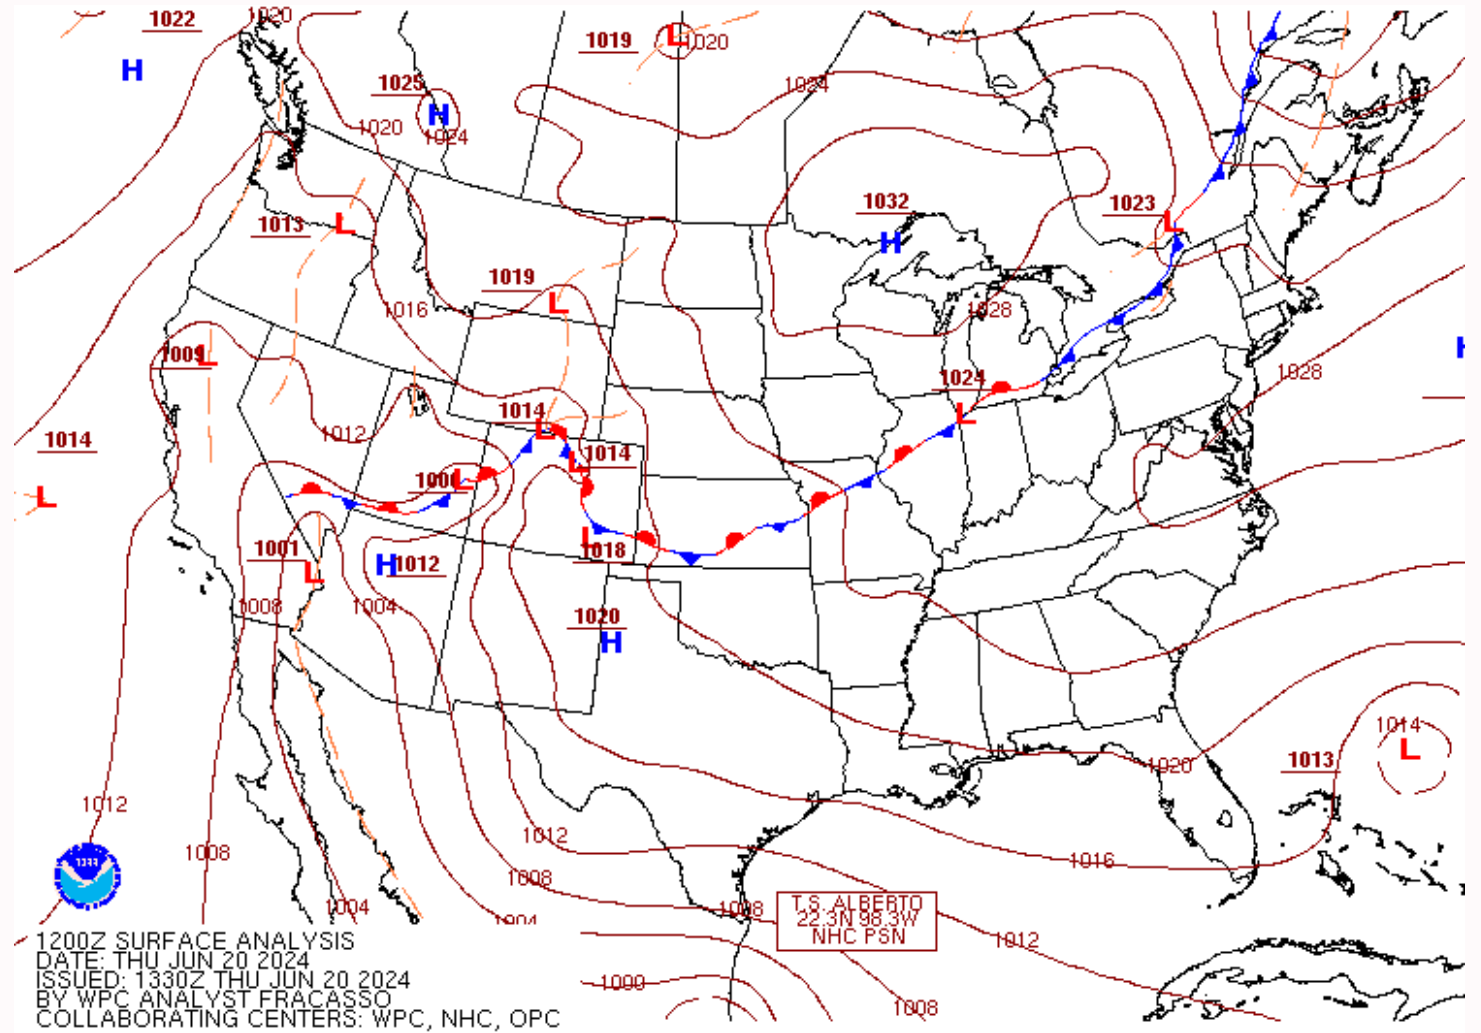 1022
1020
H
1019
L
1020
1025
H
1024
1020
1024
1032
H
1023
L
1013
L
1019
L
1016
1028
H
1009
L
1024
L
1028
1014
L
1014
L
1012
1014
L
L
1001
L
H
1012
L
1018
1008
1004
1020
H
1014
L
1013
1020
1012
1012
1016
1008
1008
1004
1004
1008
T.S. ALBERTO
22.3N 98.3W
NHC PSN
1012
1000
1008
1200Z SURFACE ANALYSIS
DATE: THU JUN 20 2024
ISSUED: 1330Z THU JUN 20 2024
BY WPC ANALYST FRACASSO
COLLABORATING CENTERS: WPC, NHC, OPC